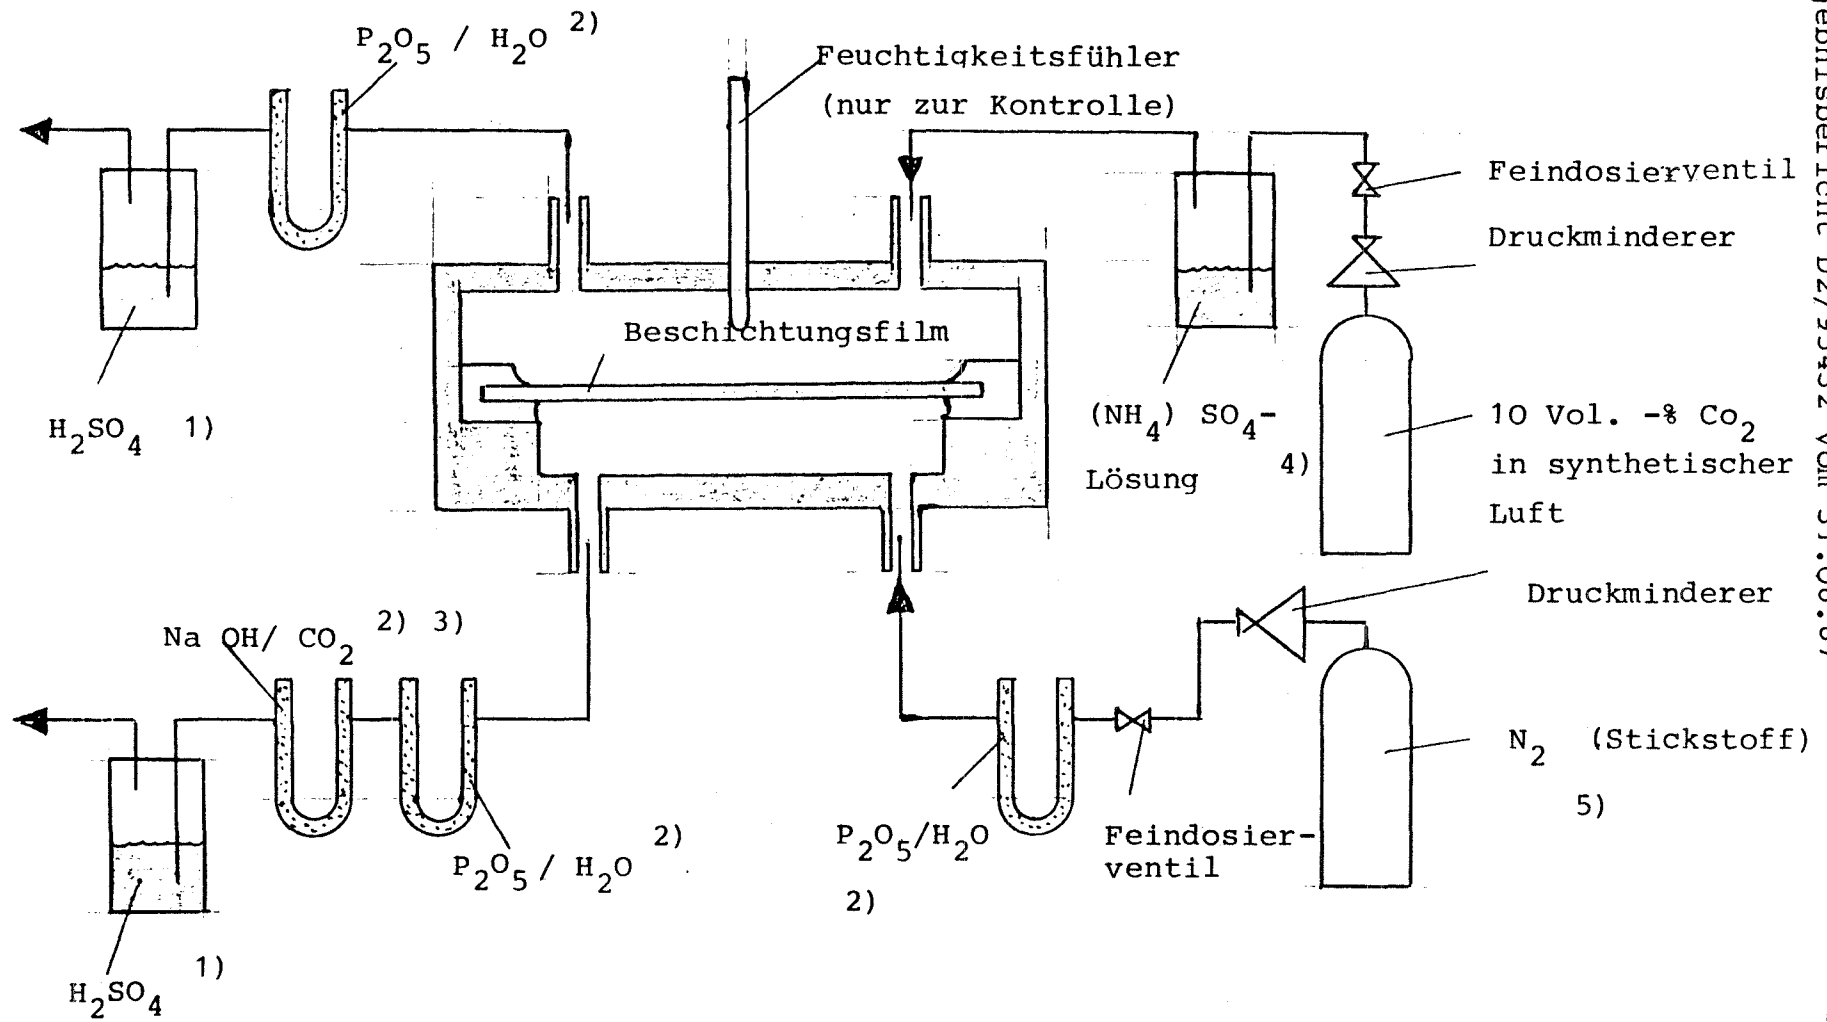 P2O5 / H2O 2)
Feuchtigkeitsfühler
(nur zur Kontrolle)
Feindosierventil
Druckminderer
Beschichtungsfilm
H2SO4 1)
(NH4) SO4-
Lösung 4)
10 Vol. -% Co2
in synthetischer
Luft
Druckminderer
Na OH/ CO2 2) 3)
N2 (Stickstoff)
5)
P2O5 / H2O 2)
P2O5/H2O
2)
Feindosier-
ventil
H2SO4 1)